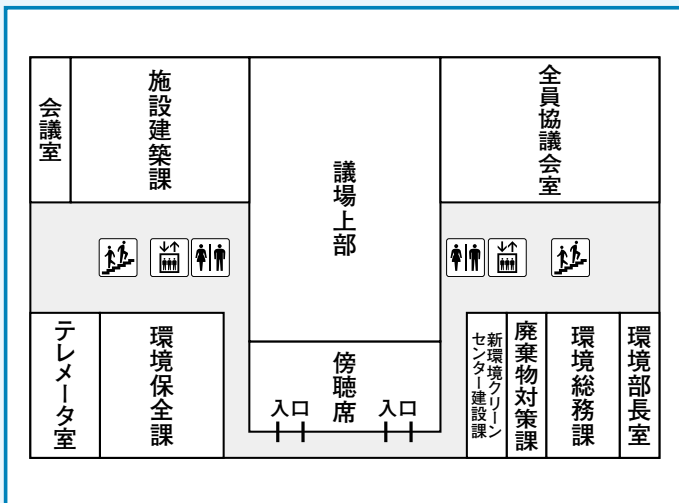 会議室
施設建築課
議場上部
全員協議会室
テレメータ室
環境保全課
傍聴席
入口
入口
新環境クリーン
センター建設課
廃棄物対策課
環境総務課
環境部長室